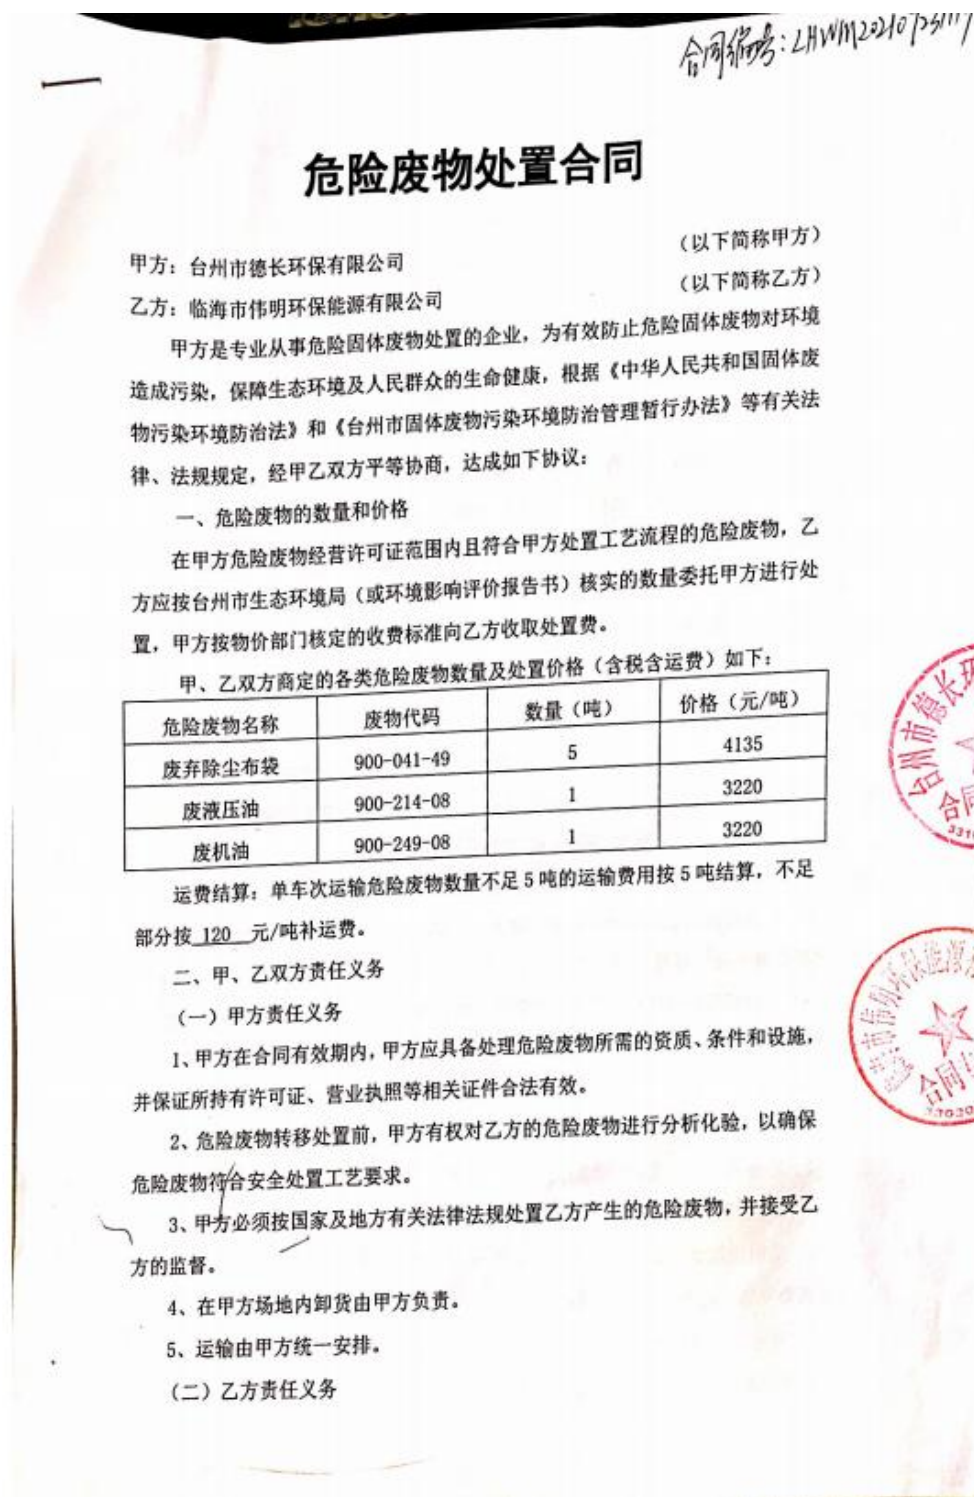 合同编号：LHWM20210723
危险废物处置合同
（以下简称甲方）
甲方：台州市德长环保有限公司
（以下简称乙方）
乙方：临海市伟明环保能源有限公司
甲方是专业从事危险固体废物处置的企业，为有效防止危险固体废物对环境
造成污染，保障生态环境及人民群众的生命健康，根据《中华人民共和国固体废
物污染环境防治法》和《台州市固体废物污染环境防治管理暂行办法》等有关法
律、法规规定，经甲乙双方平等协商，达成如下协议：
一、危险废物的数量和价格
在甲方危险废物经营许可证范围内且符合甲方处置工艺流程的危险废物，乙
方应按台州市生态环境局（或环境影响评价报告书）核实的数量委托甲方进行处
置，甲方按物价部门核定的收费标准向乙方收取处置费。
甲、乙双方商定的各类危险废物数量及处置价格（含税含运费）如下：
危险废物名称 废物代码 数量（吨） 价格（元/吨）
废弃除尘布袋 900-041-49 5 4135
废液压油 900-214-08 1 3220
废机油 900-249-08 1 3220
台州市德长环
合同
运费结算：单车次运输危险废物数量不足5吨的运输费用按5吨结算，不足
部分按 120 元/吨补运费。
二、甲、乙双方责任义务
（一）甲方责任义务
市伟明环保能源
合同
1、甲方在合同有效期内，甲方应具备处理危险废物所需的资质、条件和设施，
并保证所持有许可证、营业执照等相关证件合法有效。
2、危险废物转移处置前，甲方有权对乙方的危险废物进行分析化验，以确保
危险废物符合安全处置工艺要求。
3、甲方必须按国家及地方有关法律法规处置乙方产生的危险废物，并接受乙
方的监督。
4、在甲方场地内卸货由甲方负责。
5、运输由甲方统一安排。
（二）乙方责任义务